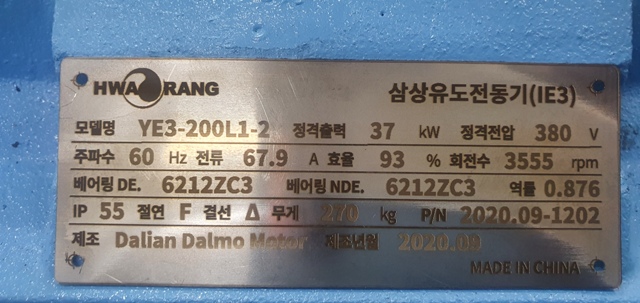 HWARANG 삼상유도전동기(IE3)
모델명 YE3-200L1-2 정격출력 37 kW 정격전압 380 V
주파수 60 Hz 전류 67.9 A 효율 93 % 회전수 3555 rpm
베어링 DE. 6212ZC3 베어링 NDE. 6212ZC3 역률 0.876
IP 55 절연 F 결선 Δ 무게 270 kg P/N 2020.09-1202
제조 Dalian Dalmo Motor 제조년월 2020.09
MADE IN CHINA